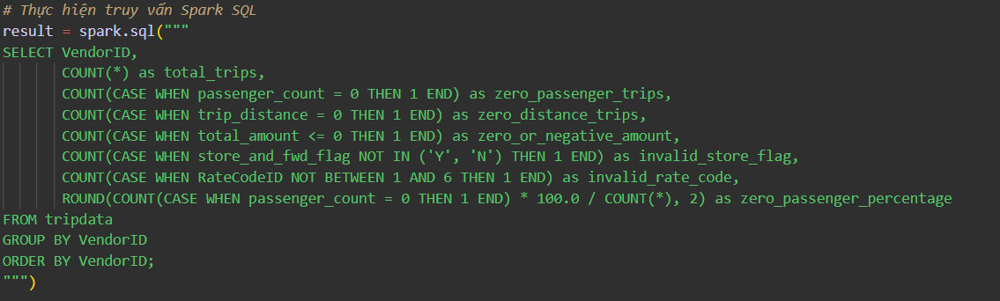 # Thực hiện truy vấn Spark SQL
result = spark.sql("""
SELECT VendorID,
       COUNT(*) as total_trips,
       COUNT(CASE WHEN passenger_count = 0 THEN 1 END) as zero_passenger_trips,
       COUNT(CASE WHEN trip_distance = 0 THEN 1 END) as zero_distance_trips,
       COUNT(CASE WHEN total_amount <= 0 THEN 1 END) as zero_or_negative_amount,
       COUNT(CASE WHEN store_and_fwd_flag NOT IN ('Y', 'N') THEN 1 END) as invalid_store_flag,
       COUNT(CASE WHEN RateCodeID NOT BETWEEN 1 AND 6 THEN 1 END) as invalid_rate_code,
       ROUND(COUNT(CASE WHEN passenger_count = 0 THEN 1 END) * 100.0 / COUNT(*), 2) as zero_passenger_percentage
FROM tripdata
GROUP BY VendorID
ORDER BY VendorID;
""")